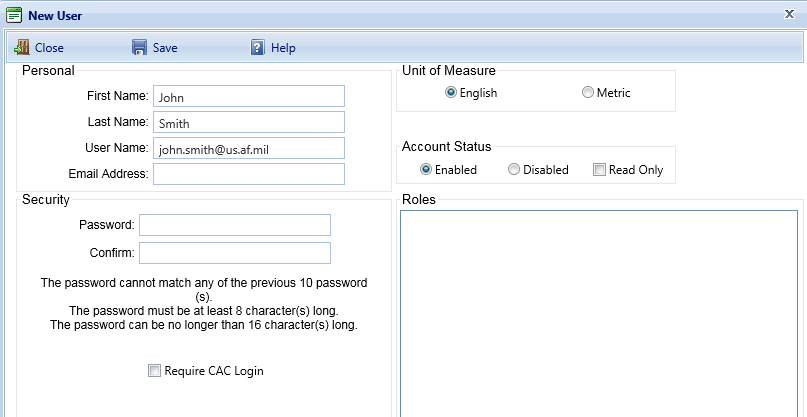 New User
x
Close Save Help
Personal
First Name: John
Last Name: Smith
User Name: john.smith@us.af.mil
Email Address:
Unit of Measure
English Metric
Account Status
Enabled Disabled Read Only
Security
Password:
Confirm:
The password cannot match any of the previous 10 password
(s).
The password must be at least 8 character(s) long.
The password can be no longer than 16 character(s) long.
Require CAC Login
Roles